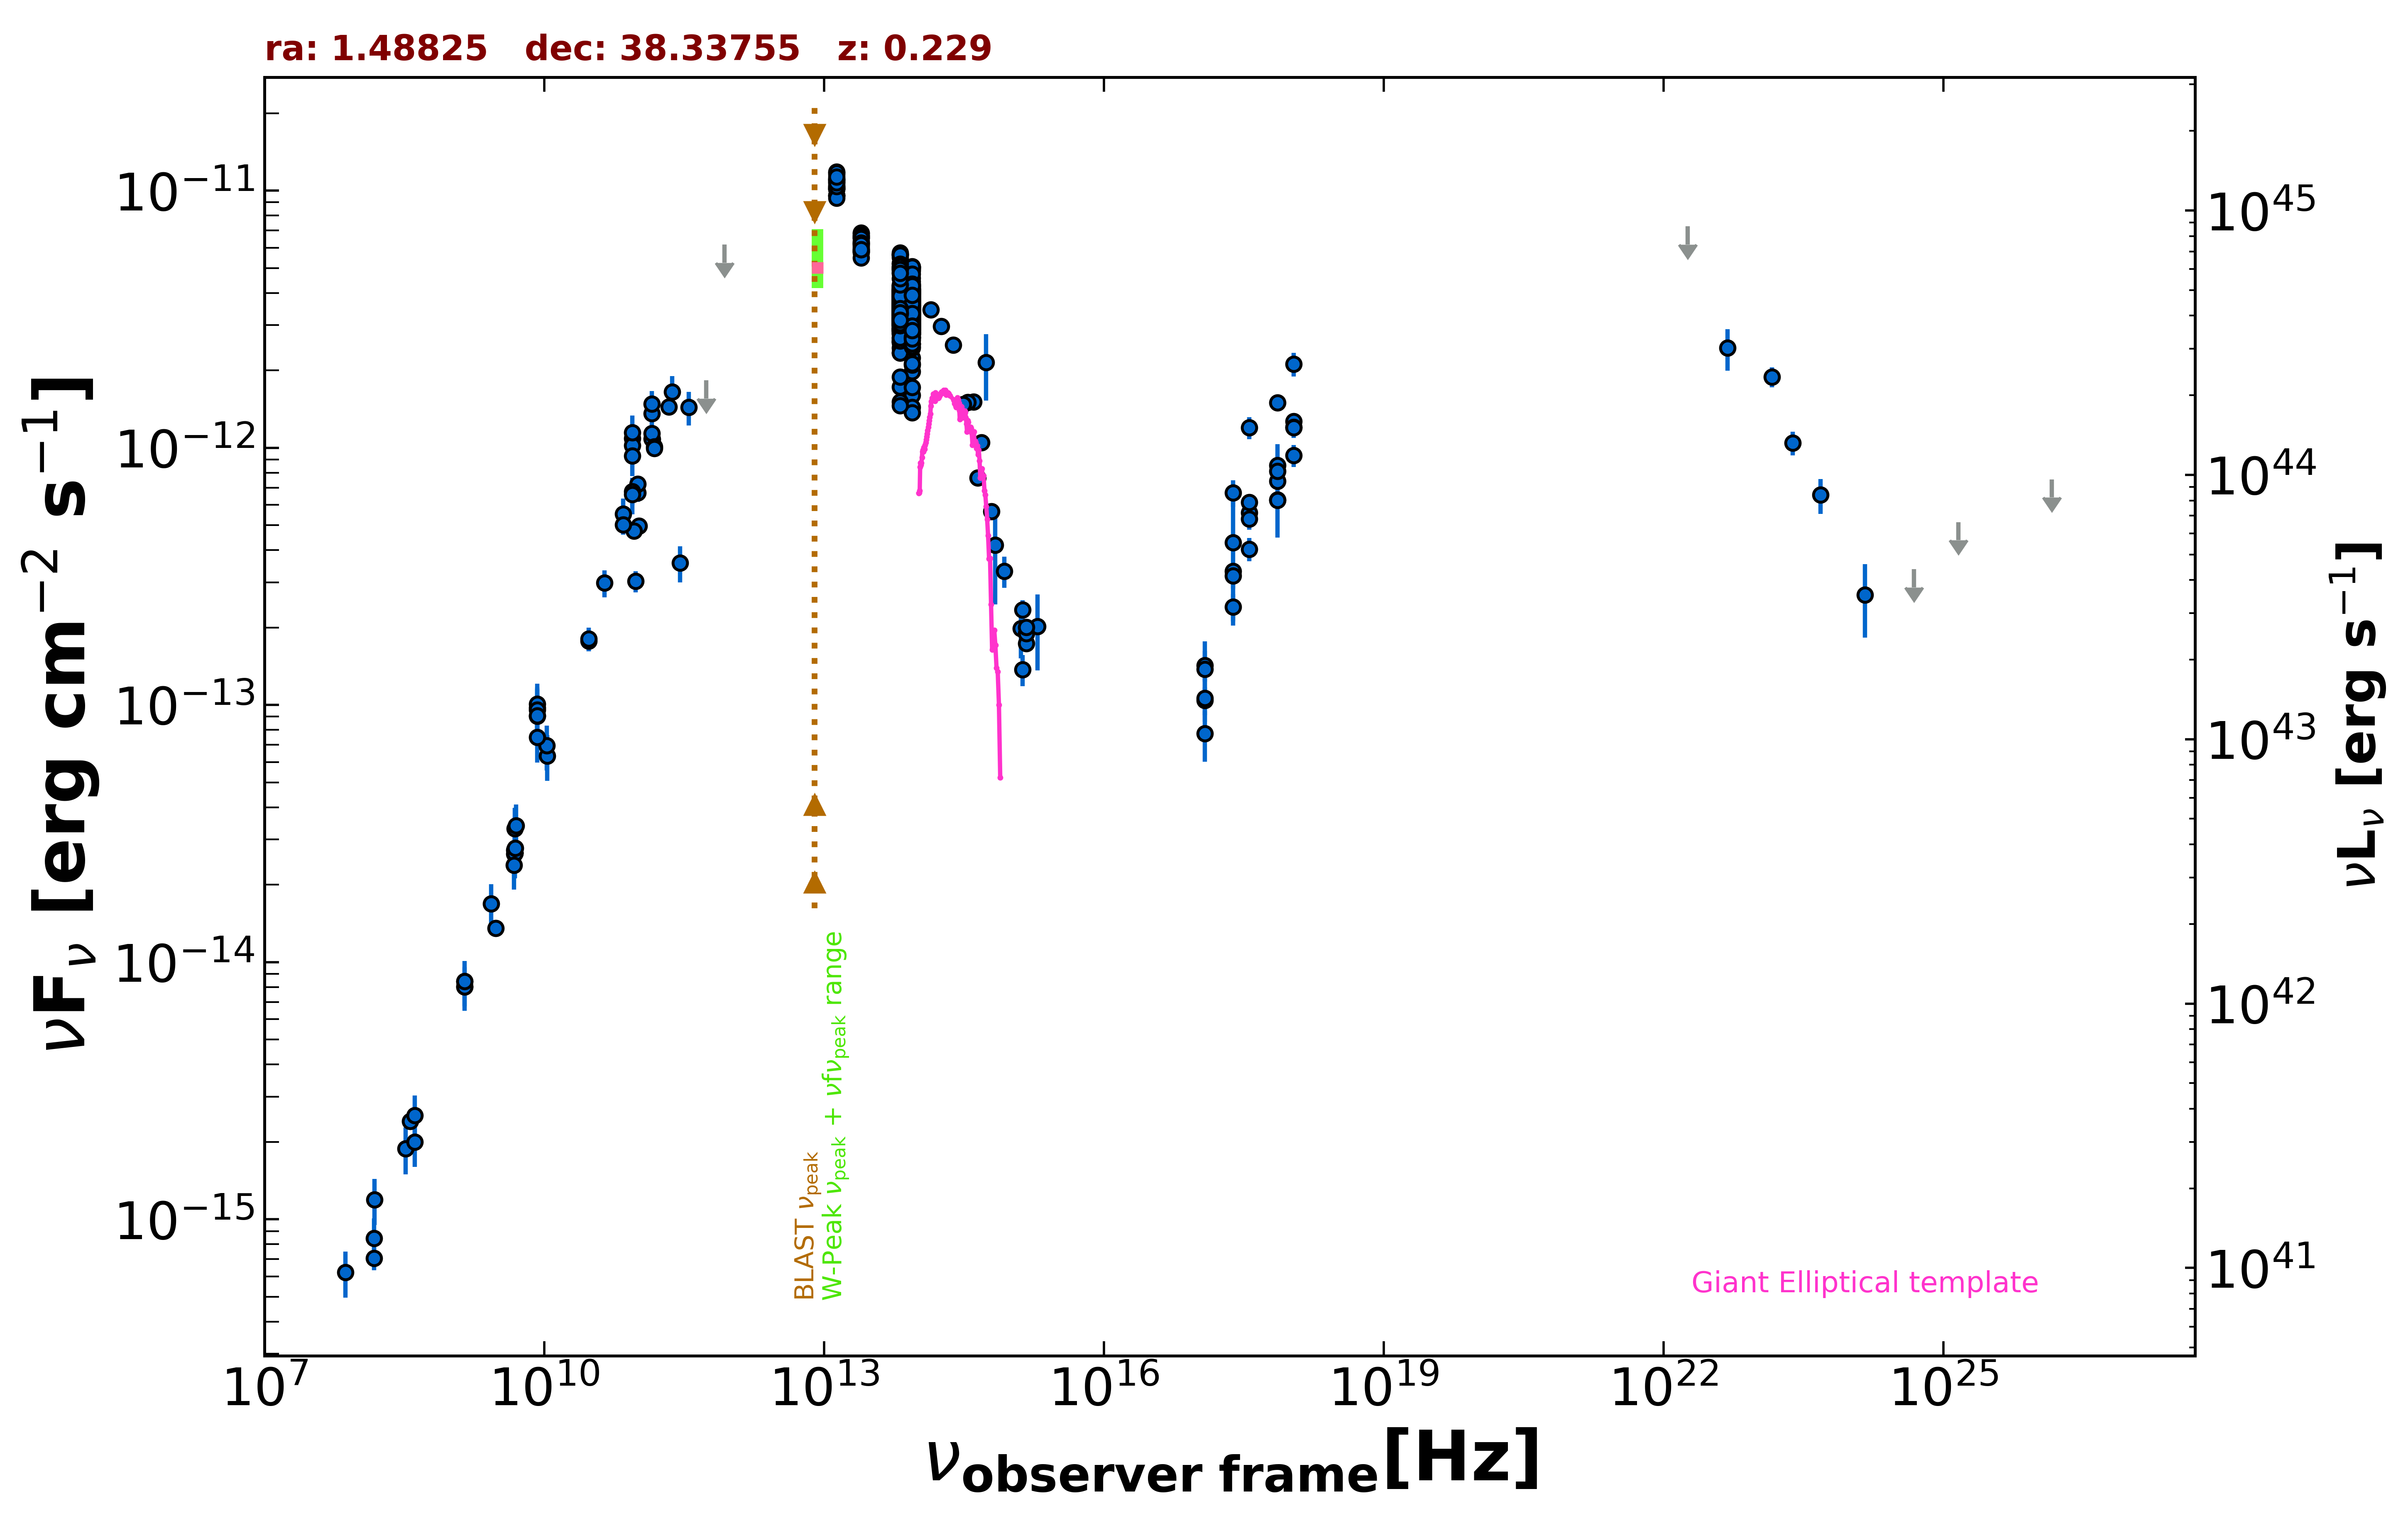 ra: 1.48825   dec: 38.33755   z: 0.229
νFν [erg cm−2 s−1]
10−11
10−12
10−13
10−14
10−15
1045
1044
1043
1042
1041
νLν [erg s−1]
BLAST νpeak
W-Peak νpeak + νfνpeak range
Giant Elliptical template
107
1010
1013
1016
1019
1022
1025
νobserver frame[Hz]